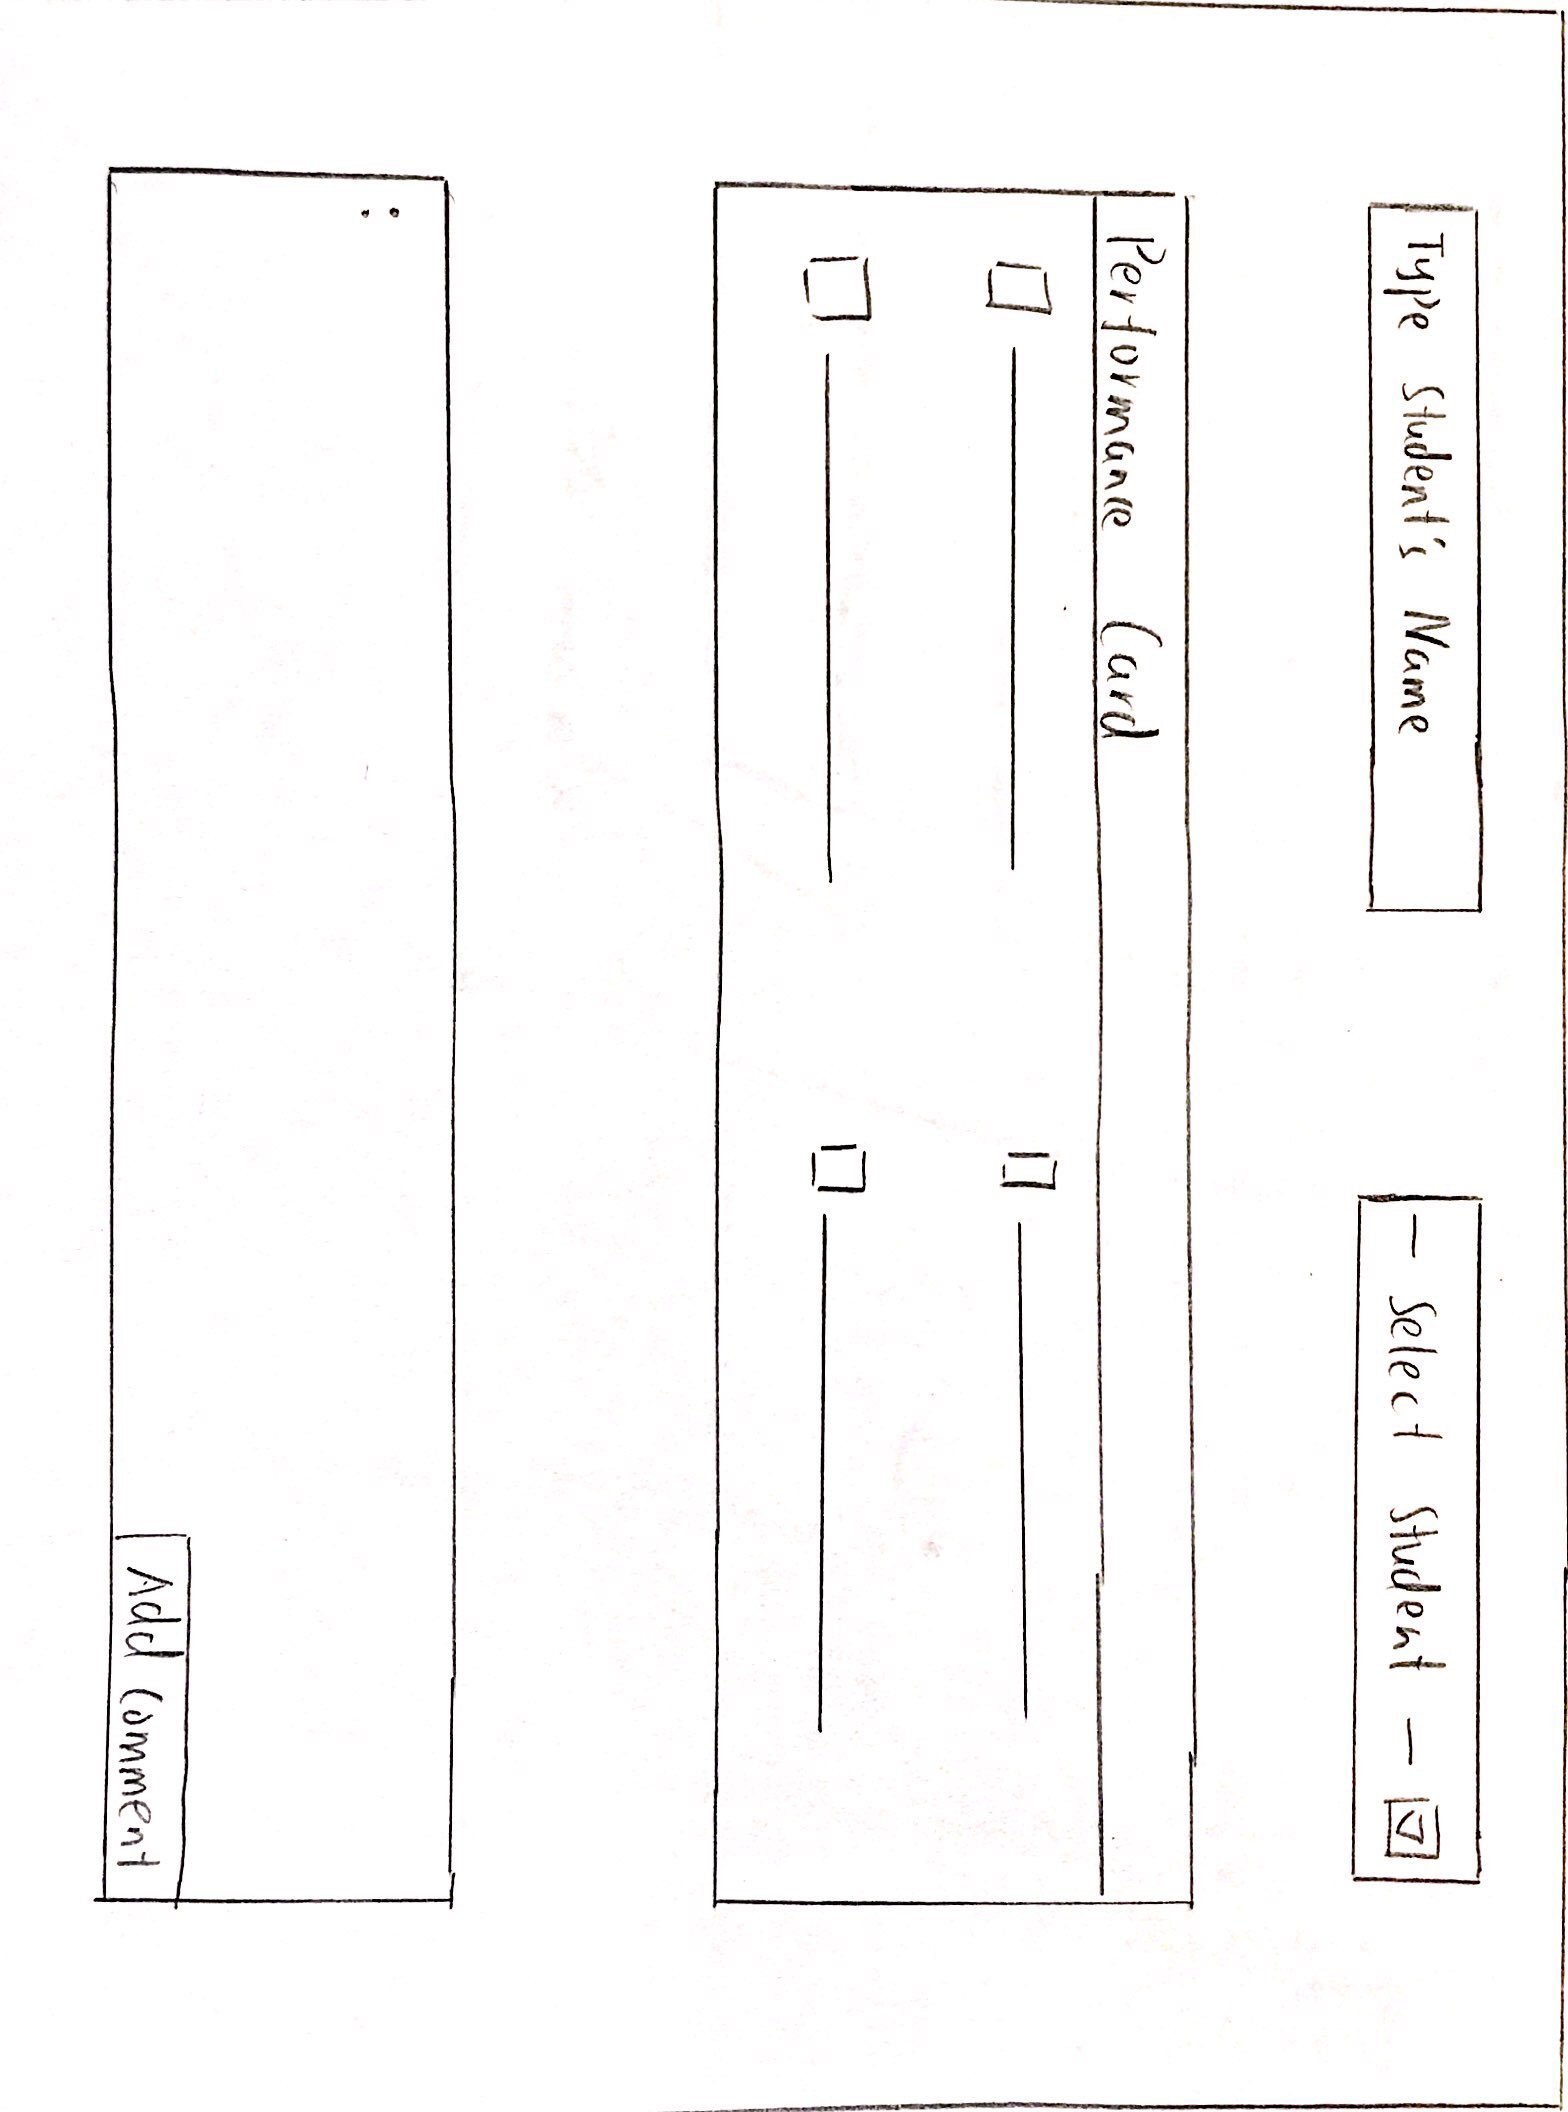 Type Student's Name
— Select Student —
Performance Card
Add Comment